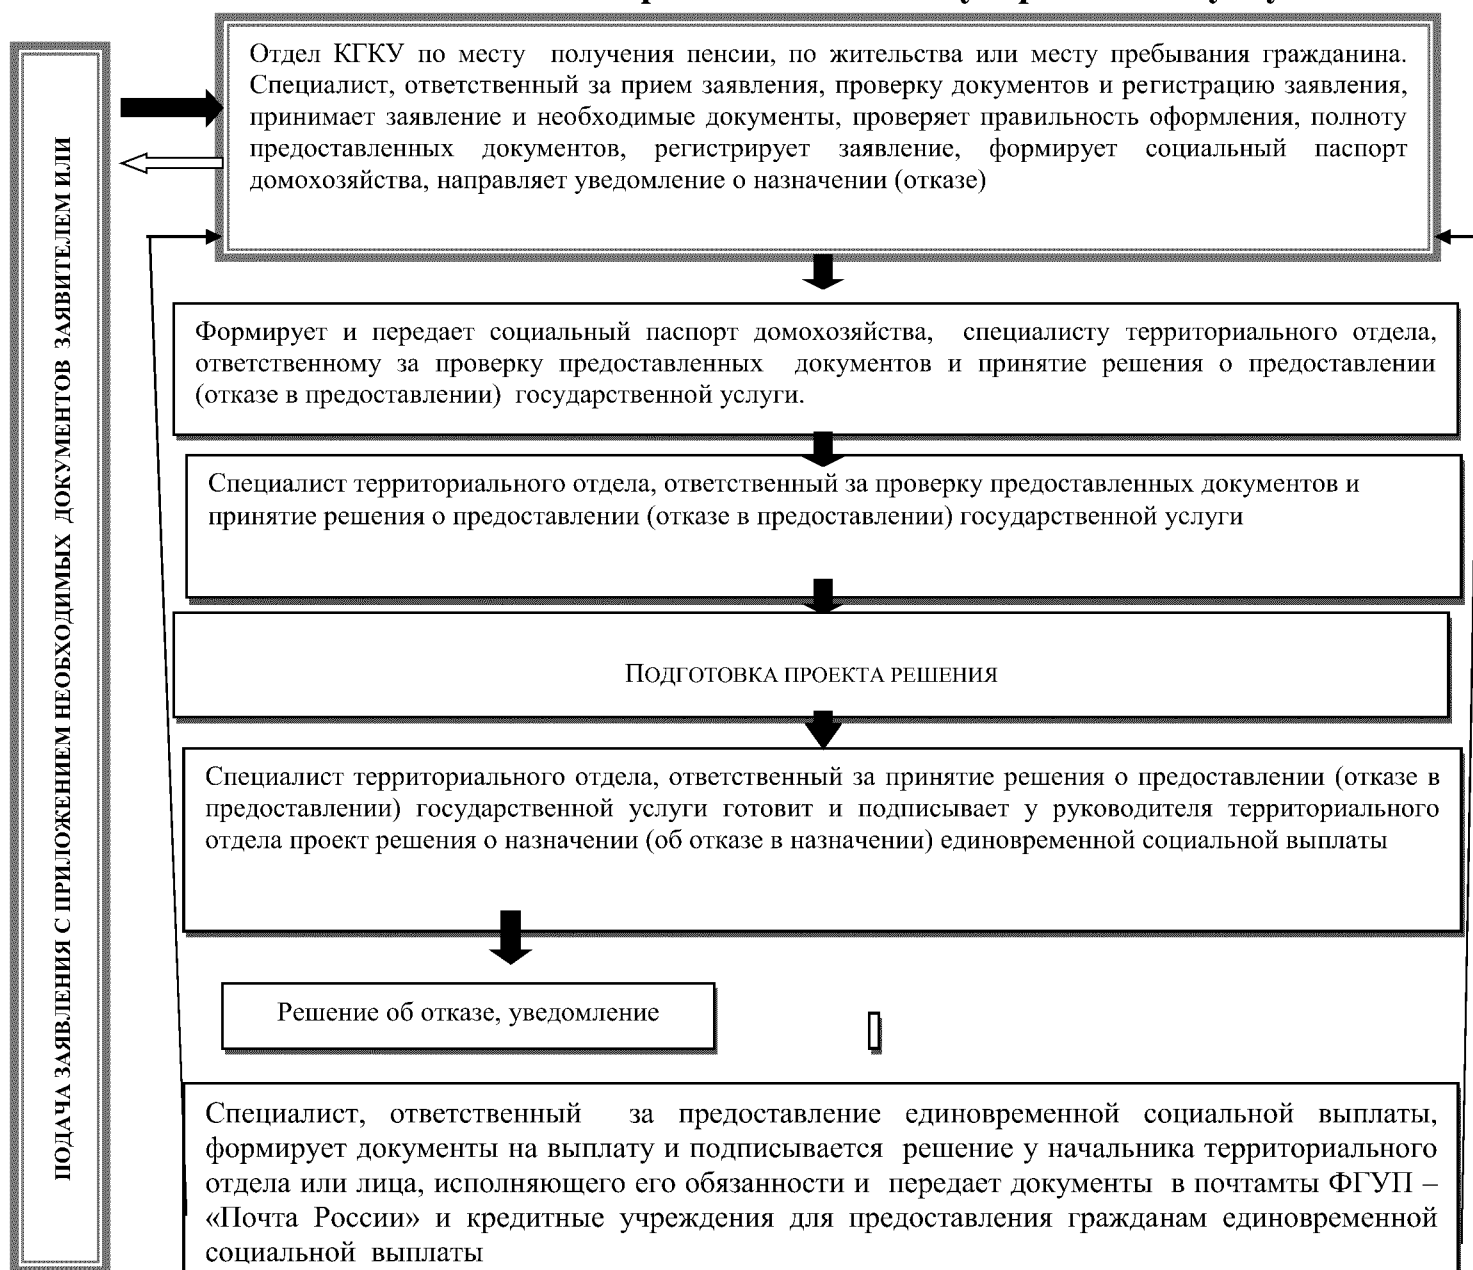 ПОДАЧА ЗАЯВЛЕНИЯ С ПРИЛОЖЕНИЕМ НЕОБХОДИМЫХ ДОКУМЕНТОВ ЗАЯВИТЕЛЕМ ИЛИ
Отдел КГКУ по месту получения пенсии, по жительства или месту пребывания гражданина.
Специалист, ответственный за прием заявления, проверку документов и регистрацию заявления,
принимает заявление и необходимые документы, проверяет правильность оформления, полноту
предоставленных документов, регистрирует заявление, формирует социальный паспорт
домохозяйства, направляет уведомление о назначении (отказе)
Формирует и передает социальный паспорт домохозяйства, специалисту территориального отдела,
ответственному за проверку предоставленных документов и принятие решения о предоставлении
(отказе в предоставлении) государственной услуги.
Специалист территориального отдела, ответственный за проверку предоставленных документов и
принятие решения о предоставлении (отказе в предоставлении) государственной услуги
ПОДГОТОВКА ПРОЕКТА РЕШЕНИЯ
Специалист территориального отдела, ответственный за принятие решения о предоставлении (отказе в
предоставлении) государственной услуги готовит и подписывает у руководителя территориального
отдела проект решения о назначении (об отказе в назначении) единовременной социальной выплаты
Решение об отказе, уведомление
Специалист, ответственный за предоставление единовременной социальной выплаты,
формирует документы на выплату и подписывается решение у начальника территориального
отдела или лица, исполняющего его обязанности и передает документы в почтамты ФГУП –
«Почта России» и кредитные учреждения для предоставления гражданам единовременной
социальной выплаты